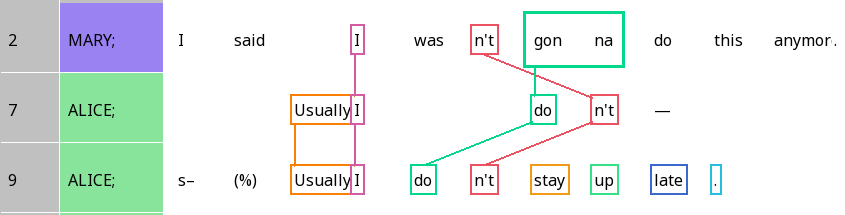 2 MARY; I said I was n't gon na do this anymor.
7 ALICE; Usually I do n't —
9 ALICE; s– (%) Usually I do n't stay up late .